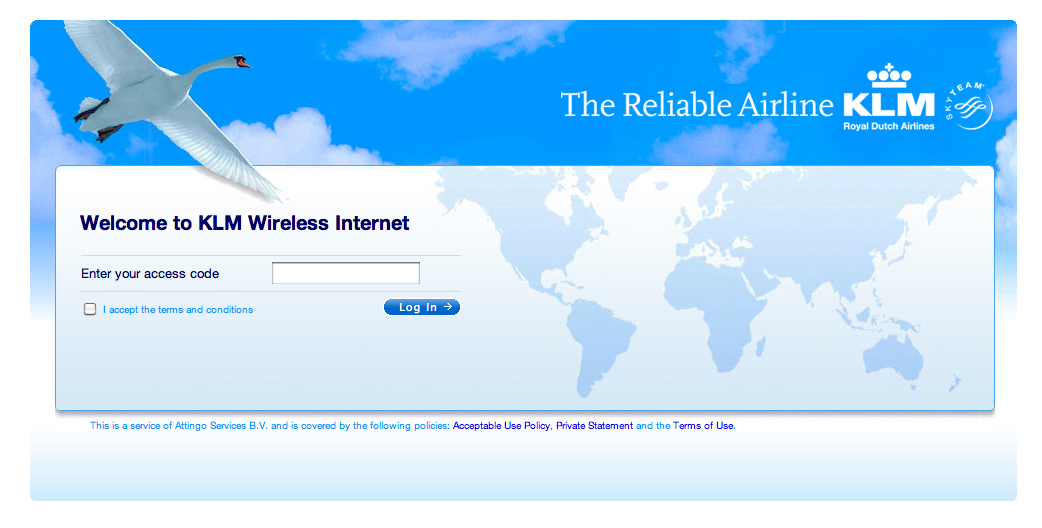 The Reliable Airline KLM
Royal Dutch Airlines
SKYTEAM
Welcome to KLM Wireless Internet
Enter your access code
I accept the terms and conditions
Log In →
This is a service of Attingo Services B.V. and is covered by the following policies: Acceptable Use Policy, Private Statement and the Terms of Use.